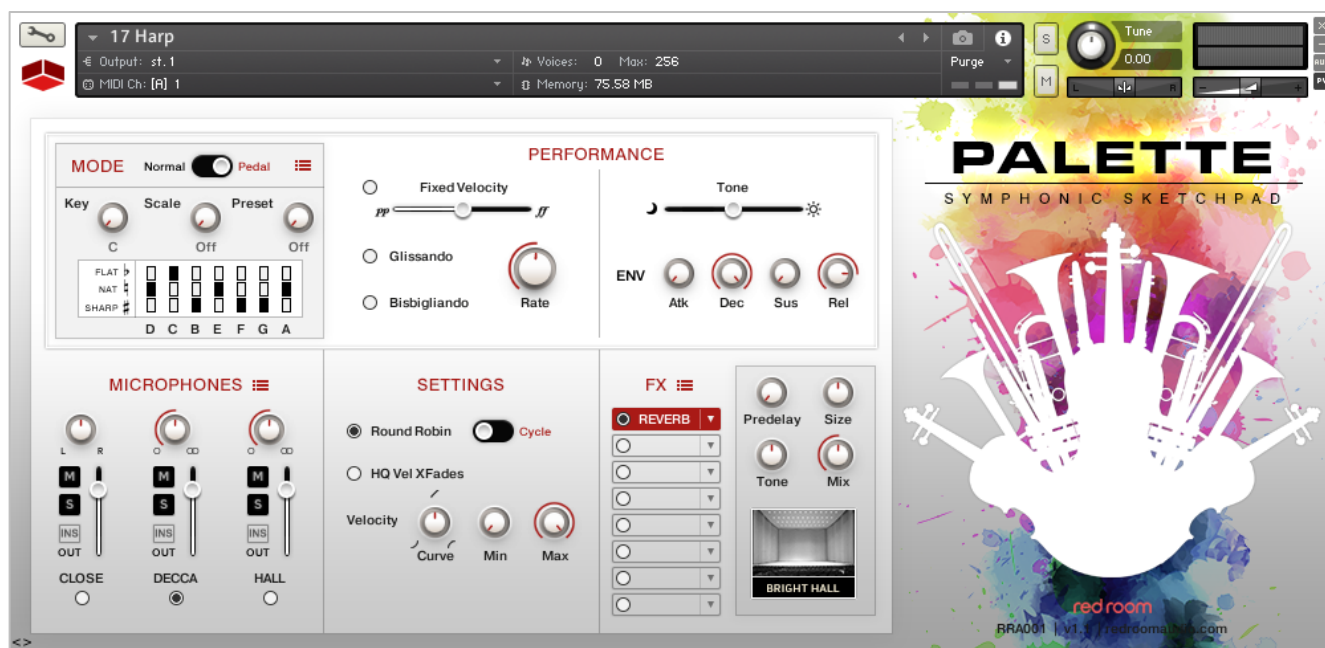 17 Harp
Output: st. 1
Voices: 0 Max: 256
Purge
MIDI Ch: [A] 1
Memory: 75.58 MB
S
M
Tune
0.00
L R
- +
×
-
AUX
PV
MODE Normal Pedal
Key Scale Preset
C Off Off
FLAT ♭
NAT ♮
SHARP ♯
D C B E F G A
PERFORMANCE
Fixed Velocity
pp ff
Glissando
Bisbigliando
Rate
Tone
ENV
Atk Dec Sus Rel
MICROPHONES
L R
M M M
S S S
INS INS INS
OUT OUT OUT
CLOSE DECCA HALL
SETTINGS
Round Robin Cycle
HQ Vel XFades
Velocity
Curve Min Max
FX
REVERB
Predelay Size
Tone Mix
BRIGHT HALL
PALETTE
SYMPHONIC SKETCHPAD
red room
<>